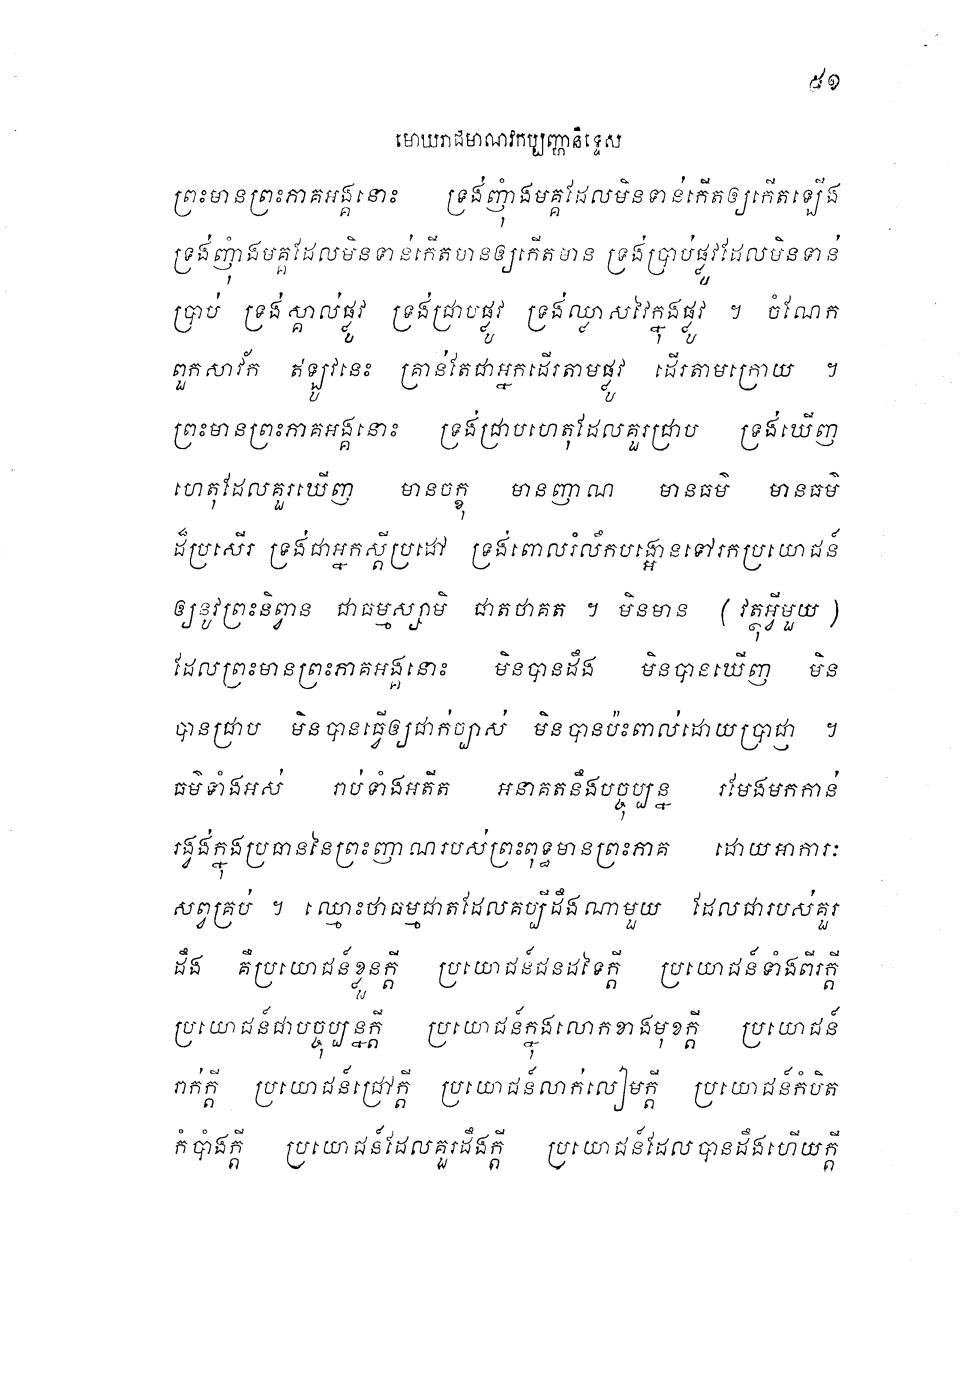 ៩១
មោឃរាជមាណវកប្បញ្ហានិទ្ទេស
ព្រះមានព្រះភាគអង្គនោះ ទ្រង់ញុំាងមគ្គដែលមិនទាន់កើតឲ្យកើតឡើង
ទ្រង់ញុំាងមគ្គដែលមិនទាន់កើតបានឲ្យកើតមាន ទ្រង់ប្រាប់ផ្លូវដែលមិនទាន់
ប្រាប់ ទ្រង់ស្គាល់ផ្លូវ ទ្រង់ជ្រាបផ្លូវ ទ្រង់ឈ្លាសវៃក្នុងផ្លូវ ។ ចំណែក
ពួកសាវ័ក ឥឡូវនេះ គ្រាន់តែជាអ្នកដើរតាមផ្លូវ ដើរតាមក្រោយ ។
ព្រះមានព្រះភាគអង្គនោះ ទ្រង់ជ្រាបហេតុដែលគួរជ្រាប ទ្រង់ឃើញ
ហេតុដែលគួរឃើញ មានចក្ខុ មានញាណ មានធម៌ មានធម៌
ដ៏ប្រសើរ ទ្រង់ជាអ្នកស្តីប្រដៅ ទ្រង់ពោលរំលឹកបង្អោនទៅរកប្រយោជន៍
ឲ្យនូវព្រះនិព្វាន ជាធម្មស្សាមិ ជាតថាគត ។ មិនមាន ( វត្ថុអ្វីមួយ )
ដែលព្រះមានព្រះភាគអង្គនោះ មិនបានដឹង មិនបានឃើញ មិន
បានជ្រាប មិនបានធ្វើឲ្យជាក់ច្បាស់ មិនបានប៉ះពាល់ដោយប្រាជ្ញា ។
ធម៌ទាំងអស់ រាប់ទាំងអតីត អនាគតនឹងបច្ចុប្បន្ន រមែងមកកាន់
រង្វង់ក្នុងប្រធាននៃព្រះញាណរបស់ព្រះពុទ្ធមានព្រះភាគ ដោយអាការៈ
សព្វគ្រប់ ។ ឈ្មោះថាធម្មជាតដែលគប្បីដឹងណាមួយ ដែលជារបស់គួរ
ដឹង គឺប្រយោជន៍ខ្លួនក្តី ប្រយោជន៍ជនដទៃក្តី ប្រយោជន៍ទាំងពីរក្តី
ប្រយោជន៍ជាបច្ចុប្បន្នក្តី ប្រយោជន៍ក្នុងលោកខាងមុខក្តី ប្រយោជន៍
រាក់ក្តី ប្រយោជន៍ជ្រៅក្តី ប្រយោជន៍លាក់លៀមក្តី ប្រយោជន៍កំបិត
កំបាំងក្តី ប្រយោជន៍ដែលគួរដឹងក្តី ប្រយោជន៍ដែលបានដឹងហើយក្តី